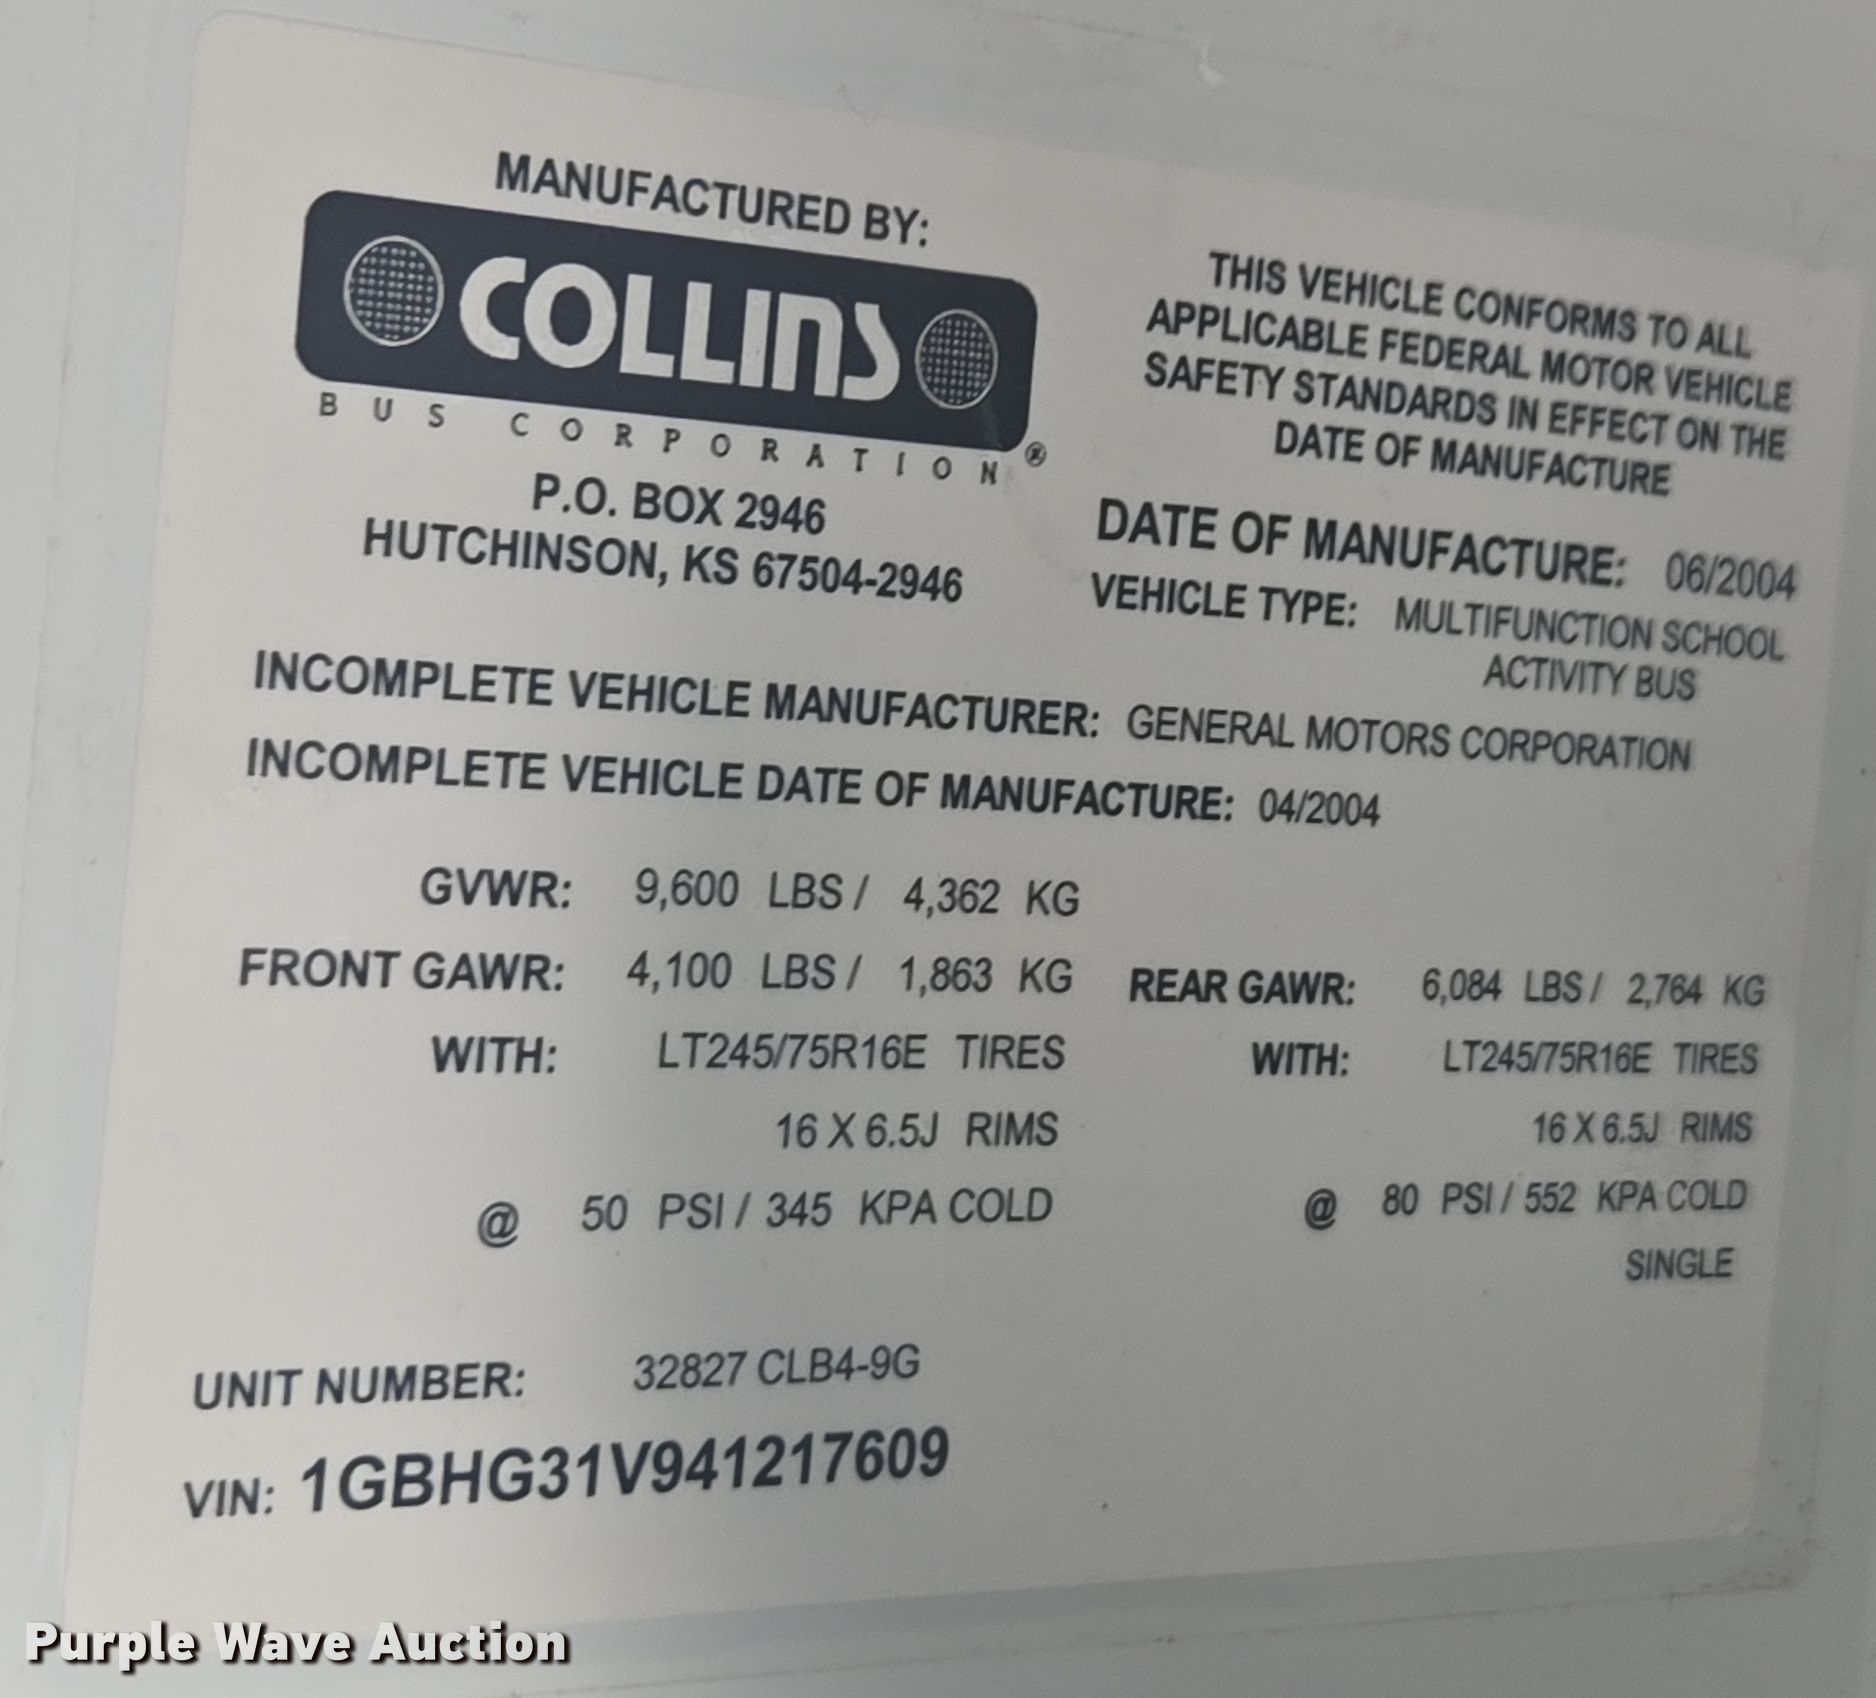 MANUFACTURED BY:
COLLINS
BUS CORPORATION®
P.O. BOX 2946
HUTCHINSON, KS 67504-2946
THIS VEHICLE CONFORMS TO ALL
APPLICABLE FEDERAL MOTOR VEHICLE
SAFETY STANDARDS IN EFFECT ON THE
DATE OF MANUFACTURE
DATE OF MANUFACTURE: 06/2004
VEHICLE TYPE: MULTIFUNCTION SCHOOL
ACTIVITY BUS
INCOMPLETE VEHICLE MANUFACTURER: GENERAL MOTORS CORPORATION
INCOMPLETE VEHICLE DATE OF MANUFACTURE: 04/2004
GVWR: 9,600 LBS / 4,362 KG
FRONT GAWR: 4,100 LBS / 1,863 KG
WITH: LT245/75R16E TIRES
16 X 6.5J RIMS
@ 50 PSI / 345 KPA COLD
REAR GAWR: 6,084 LBS / 2,764 KG
WITH: LT245/75R16E TIRES
16 X 6.5J RIMS
@ 80 PSI / 552 KPA COLD
SINGLE
UNIT NUMBER: 32827 CLB4-9G
VIN: 1GBHG31V941217609
Purple Wave Auction